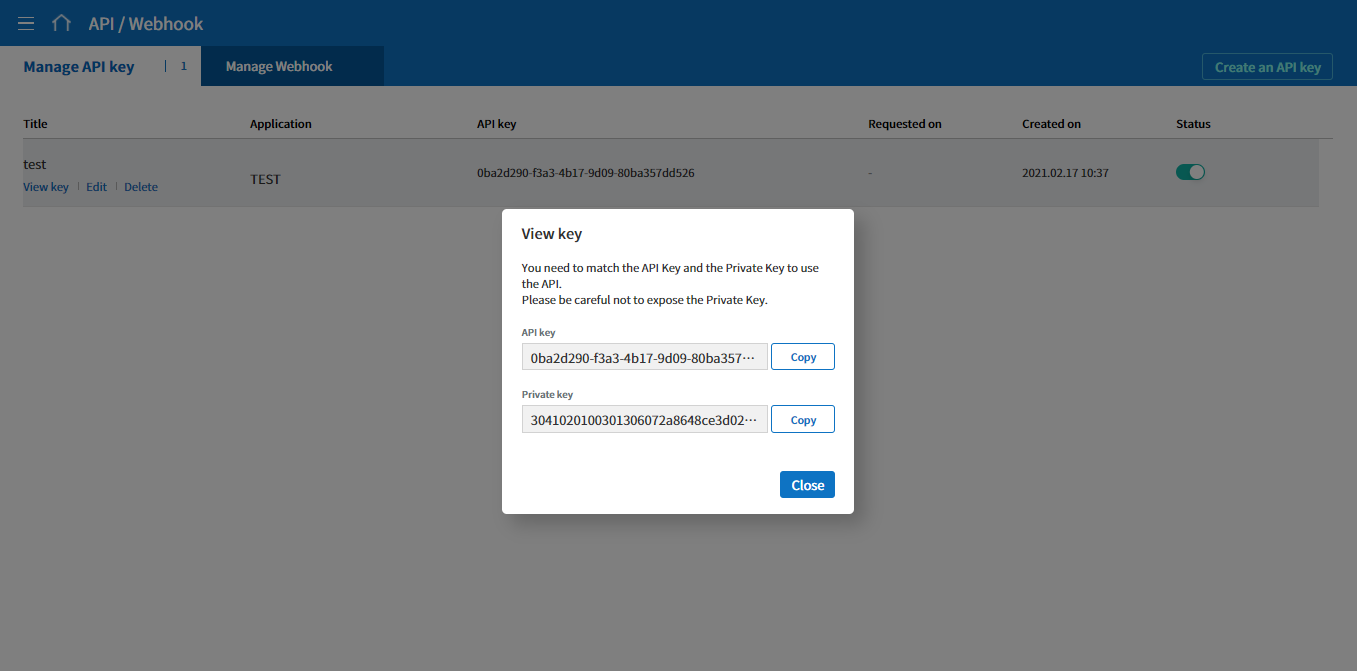 API / Webhook
Manage API key | 1
Manage Webhook
Create an API key
Title Application API key Requested on Created on Status
test
View key | Edit | Delete
TEST
0ba2d290-f3a3-4b17-9d09-80ba357dd526
-
2021.02.17 10:37
View key
You need to match the API Key and the Private Key to use
the API.
Please be careful not to expose the Private Key.
API key
0ba2d290-f3a3-4b17-9d09-80ba357···
Copy
Private key
3041020100301306072a8648ce3d02···
Copy
Close